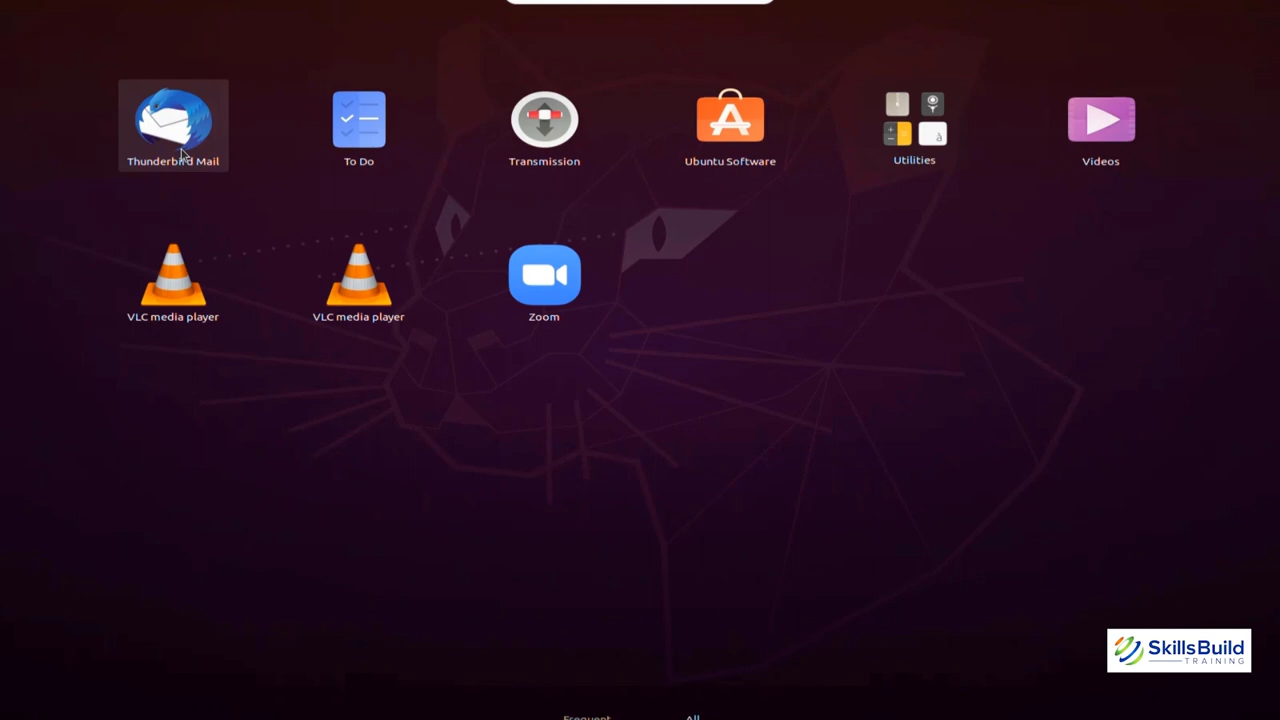 Thunderbird Mail
To Do
Transmission
Ubuntu Software
Utilities
Videos
VLC media player
VLC media player
Zoom
SkillsBuild
TRAINING
Frequent
All